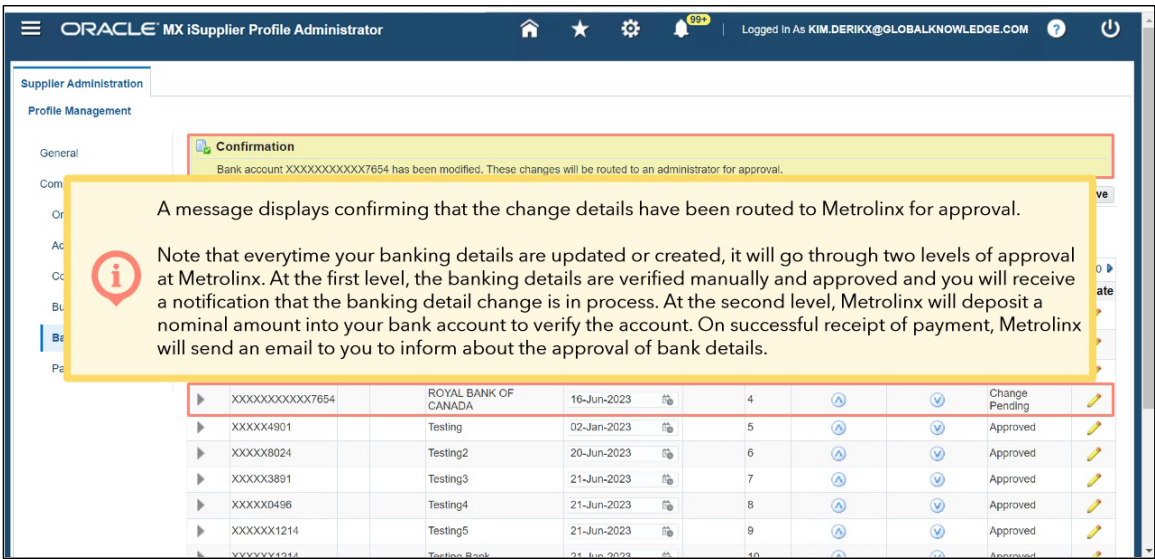 ORACLE MX iSupplier Profile Administrator 99+ Logged In As KIM.DERIKX@GLOBALKNOWLEDGE.COM ?
Supplier Administration
Profile Management
General
Confirmation
Bank account XXXXXXXXXXX7654 has been modified. These changes will be routed to an administrator for approval.
A message displays confirming that the change details have been routed to Metrolinx for approval.
Note that everytime your banking details are updated or created, it will go through two levels of approval
at Metrolinx. At the first level, the banking details are verified manually and approved and you will receive
a notification that the banking detail change is in process. At the second level, Metrolinx will deposit a
nominal amount into your bank account to verify the account. On successful receipt of payment, Metrolinx
will send an email to you to inform about the approval of bank details.
XXXXXXXXXXX7654 ROYAL BANK OF CANADA 16-Jun-2023 4 Change Pending
XXXXX4901 Testing 02-Jan-2023 5 Approved
XXXXX8024 Testing2 20-Jun-2023 6 Approved
XXXXX3891 Testing3 21-Jun-2023 7 Approved
XXXXX0496 Testing4 21-Jun-2023 8 Approved
XXXXXX1214 Testing5 21-Jun-2023 9 Approved
XXXXXX1214 Testing Bank 21-Jun-2023 10 Approved